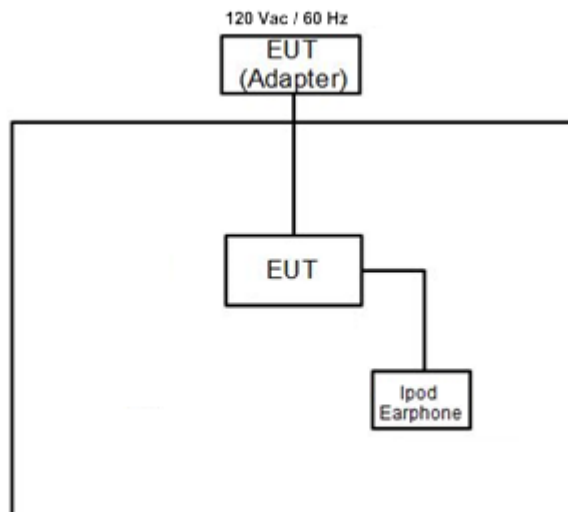 120 Vac / 60 Hz
EUT
(Adapter)
EUT
Ipod
Earphone